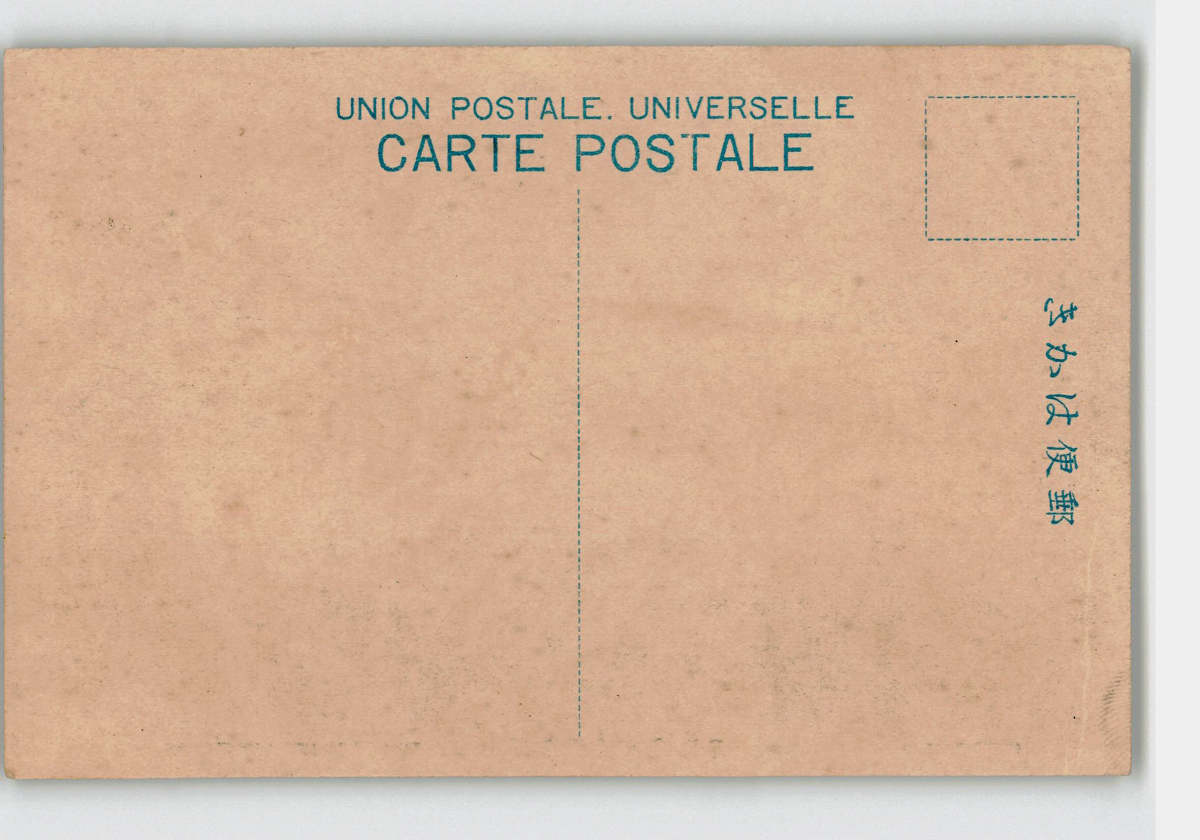 UNION POSTALE. UNIVERSELLE
CARTE POSTALE
郵便はかき